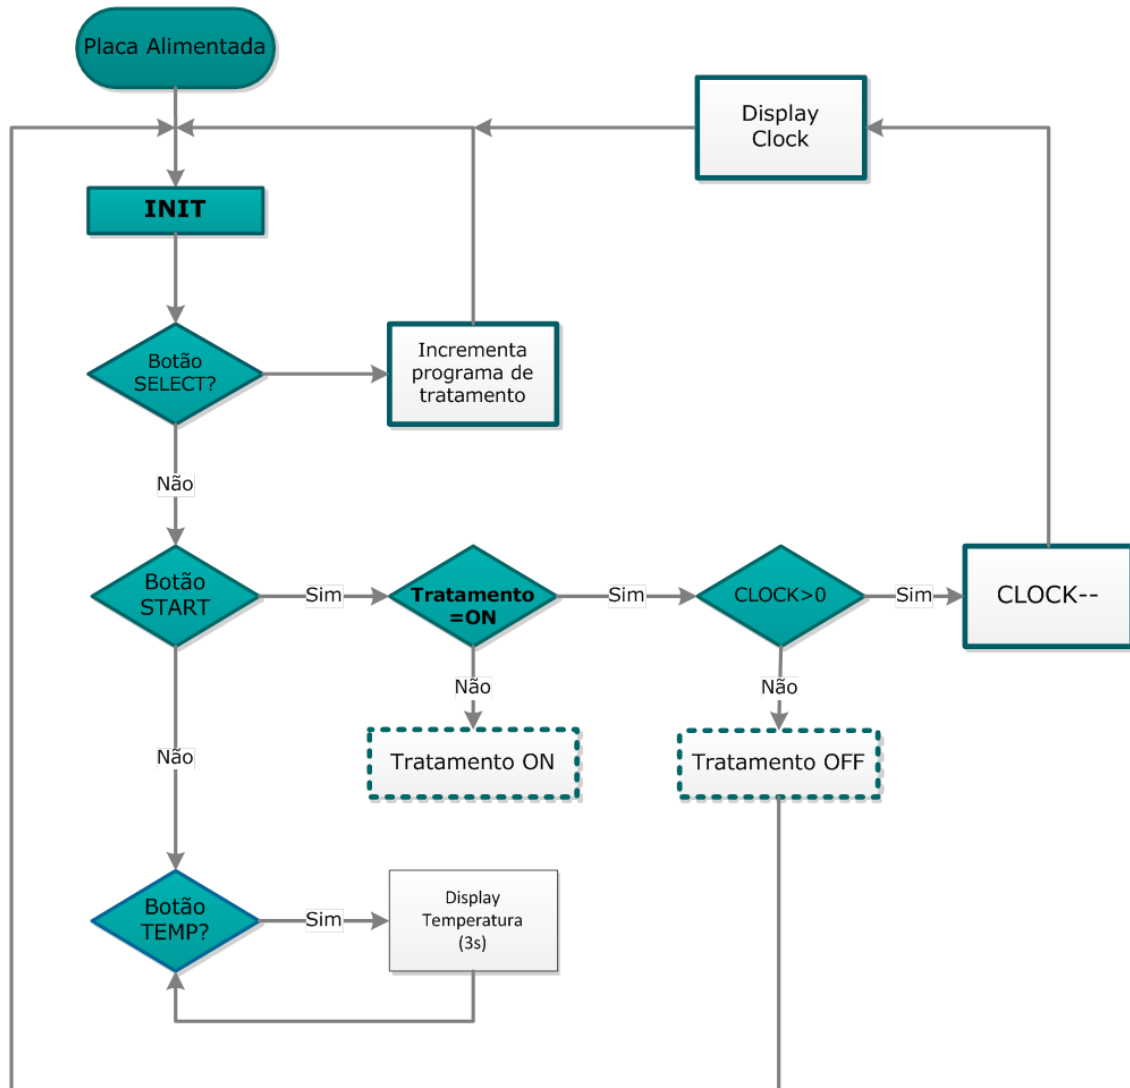 Placa Alimentada
Display
Clock
INIT
Botão
SELECT?
Incrementa
programa de
tratamento
Não
Botão
START
Sim
Tratamento
=ON
Sim
CLOCK>0
Sim
CLOCK--
Não
Não
Tratamento ON
Tratamento OFF
Não
Botão
TEMP?
Sim
Display
Temperatura
(3s)